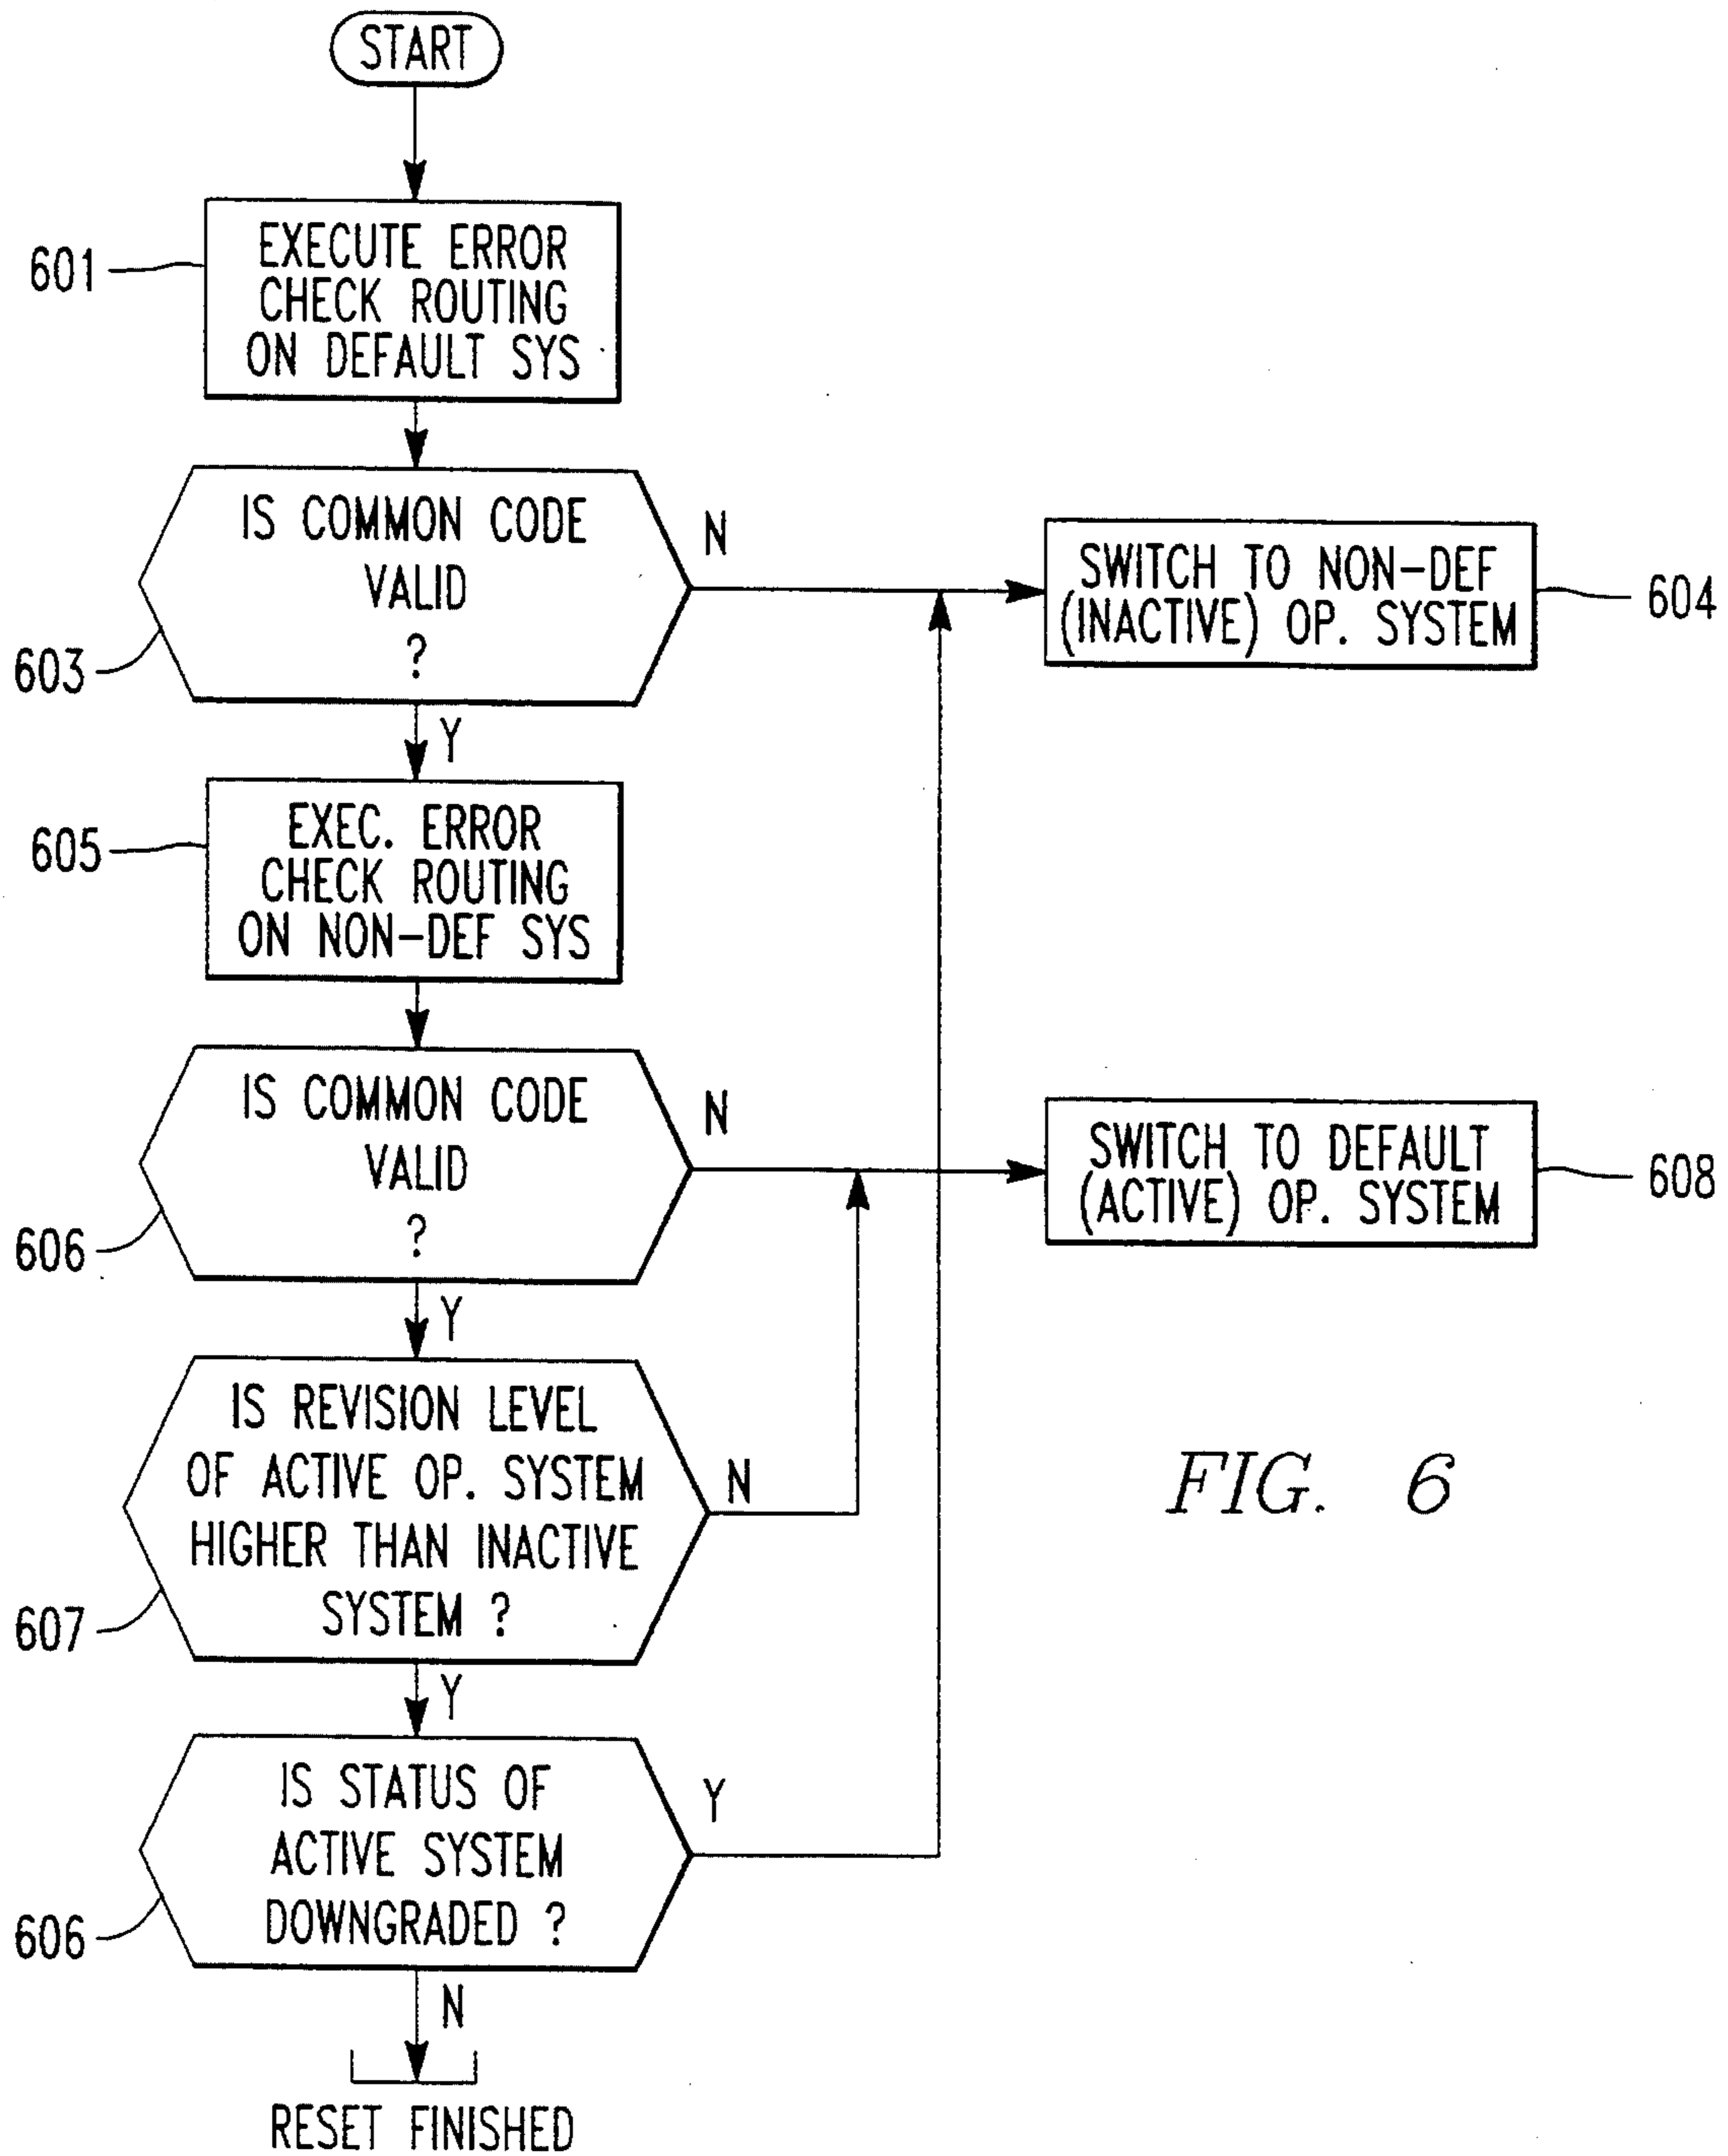 START
601
EXECUTE ERROR
CHECK ROUTING
ON DEFAULT SYS
IS COMMON CODE
VALID
?
603
N
SWITCH TO NON-DEF
(INACTIVE) OP. SYSTEM
604
Y
605
EXEC. ERROR
CHECK ROUTING
ON NON-DEF SYS
IS COMMON CODE
VALID
?
606
N
SWITCH TO DEFAULT
(ACTIVE) OP. SYSTEM
608
Y
IS REVISION LEVEL
OF ACTIVE OP. SYSTEM
HIGHER THAN INACTIVE
SYSTEM ?
607
N
FIG. 6
Y
IS STATUS OF
ACTIVE SYSTEM
DOWNGRADED ?
606
Y
N
RESET FINISHED